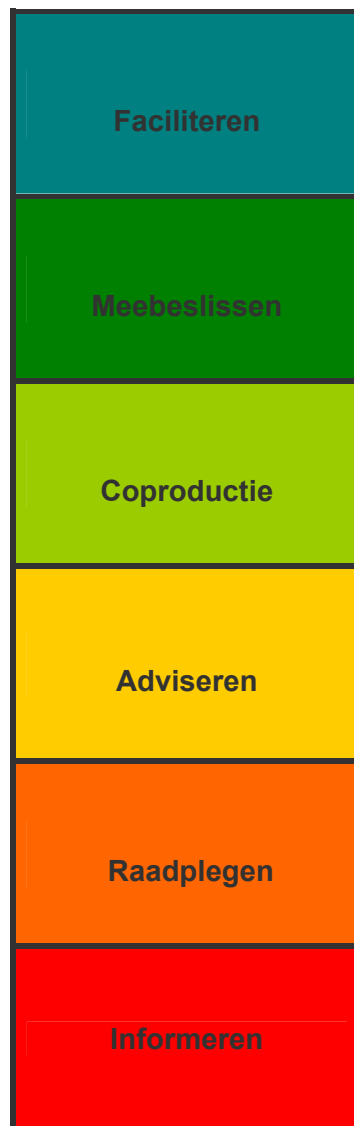 Faciliteren
Meebeslissen
Coproductie
Adviseren
Raadplegen
Informeren